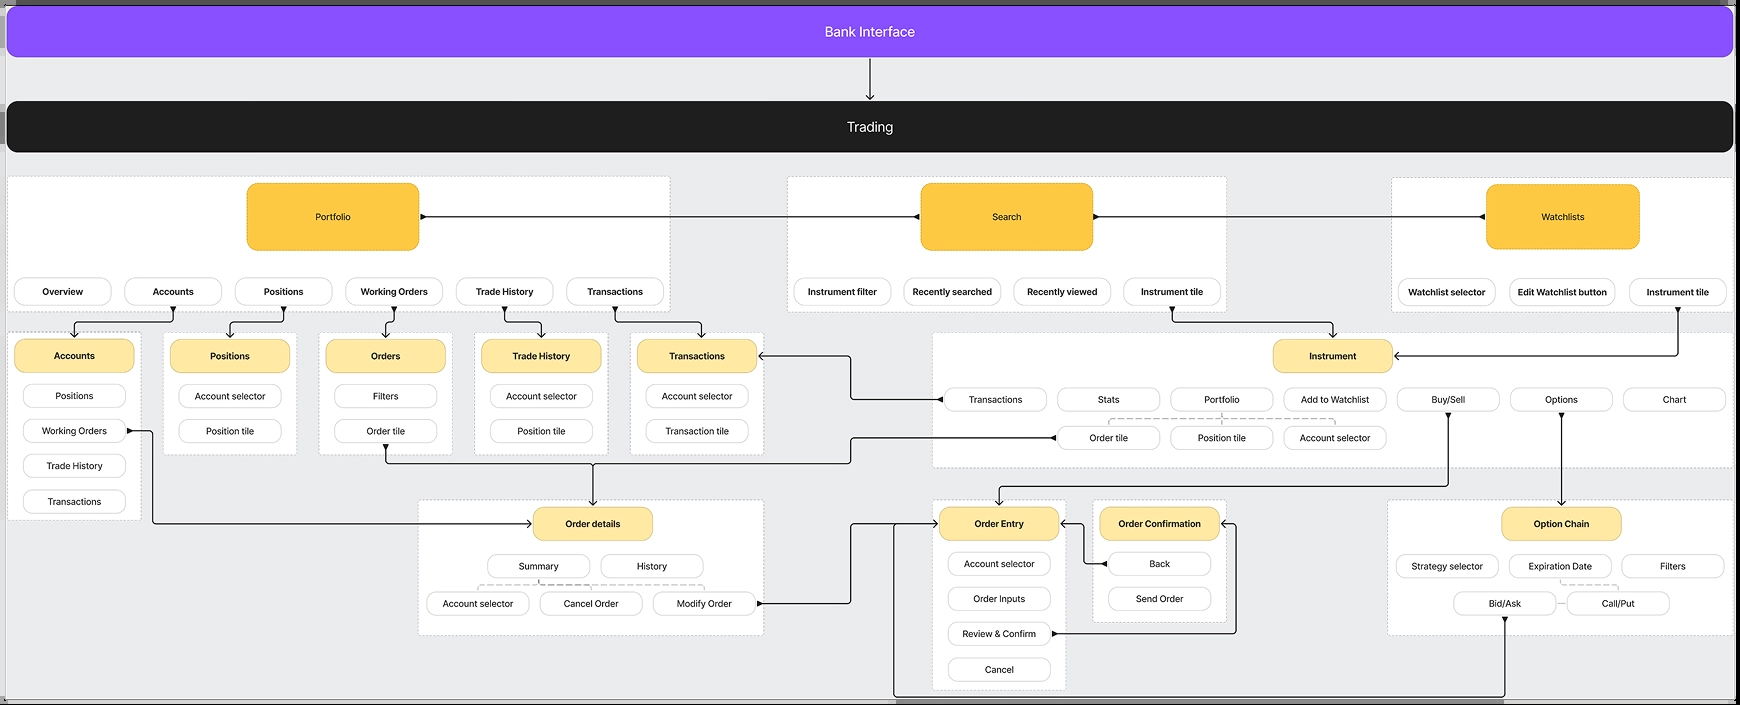 Bank Interface
Trading
Portfolio
Search
Watchlists
Overview
Accounts
Positions
Working Orders
Trade History
Transactions
Instrument filter
Recently searched
Recently viewed
Instrument tile
Watchlist selector
Edit Watchlist button
Instrument tile
Accounts
Positions
Working Orders
Trade History
Transactions
Positions
Account selector
Position tile
Orders
Filters
Order tile
Trade History
Account selector
Position tile
Transactions
Account selector
Transaction tile
Instrument
Transactions
Stats
Portfolio
Add to Watchlist
Buy/Sell
Options
Chart
Order tile
Position tile
Account selector
Order details
Summary
History
Account selector
Cancel Order
Modify Order
Order Entry
Account selector
Order Inputs
Review & Confirm
Cancel
Order Confirmation
Back
Send Order
Option Chain
Strategy selector
Expiration Date
Filters
Bid/Ask
Call/Put